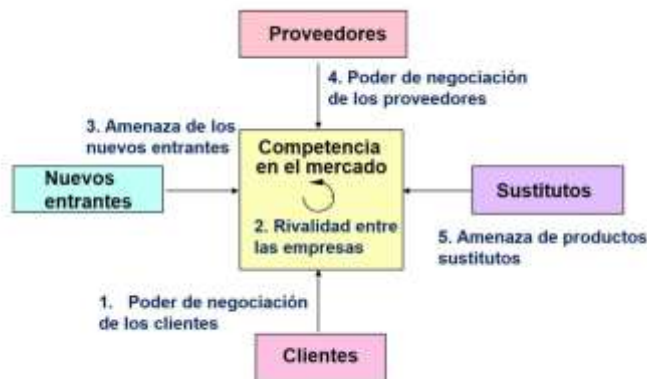 Proveedores
4. Poder de negociación
de los proveedores
3. Amenaza de los
nuevos entrantes
Competencia
en el mercado
Nuevos
entrantes
Sustitutos
2. Rivalidad entre
las empresas
5. Amenaza de productos
sustitutos
1. Poder de negociación
de los clientes
Clientes